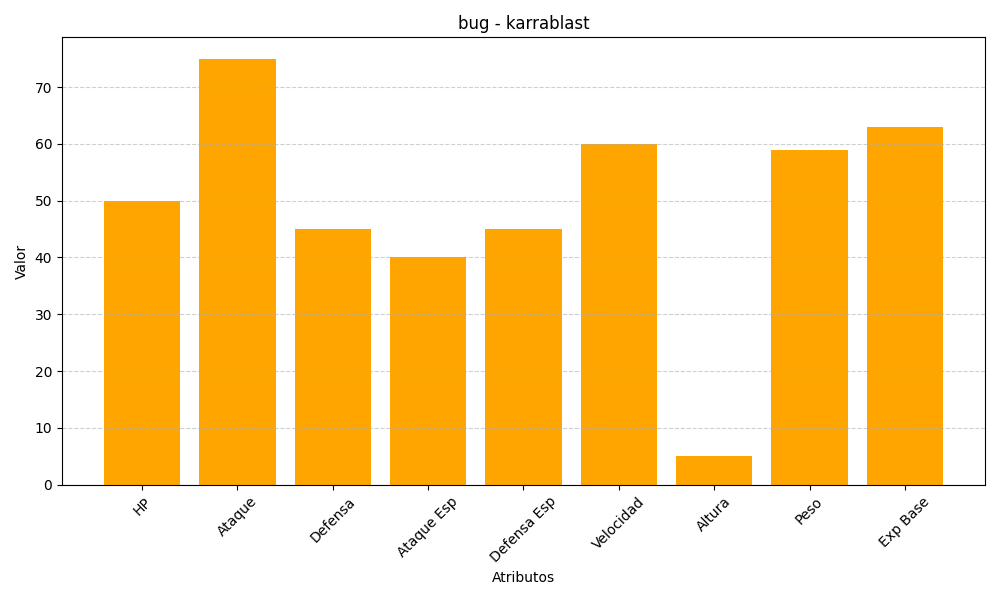 bug - karrablast
Valor
70
60
50
40
30
20
10
0
HP
Ataque
Defensa
Ataque Esp
Defensa Esp
Velocidad
Altura
Peso
Exp Base
Atributos